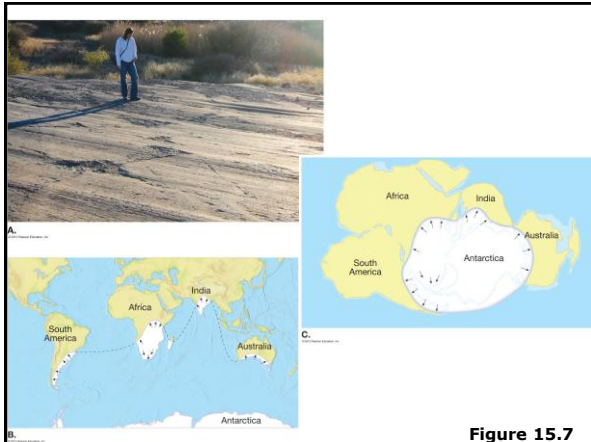 A.
Africa
India
Australia
South
America
Antarctica
C.
India
Africa
South
America
Australia
Antarctica
B.
Figure 15.7